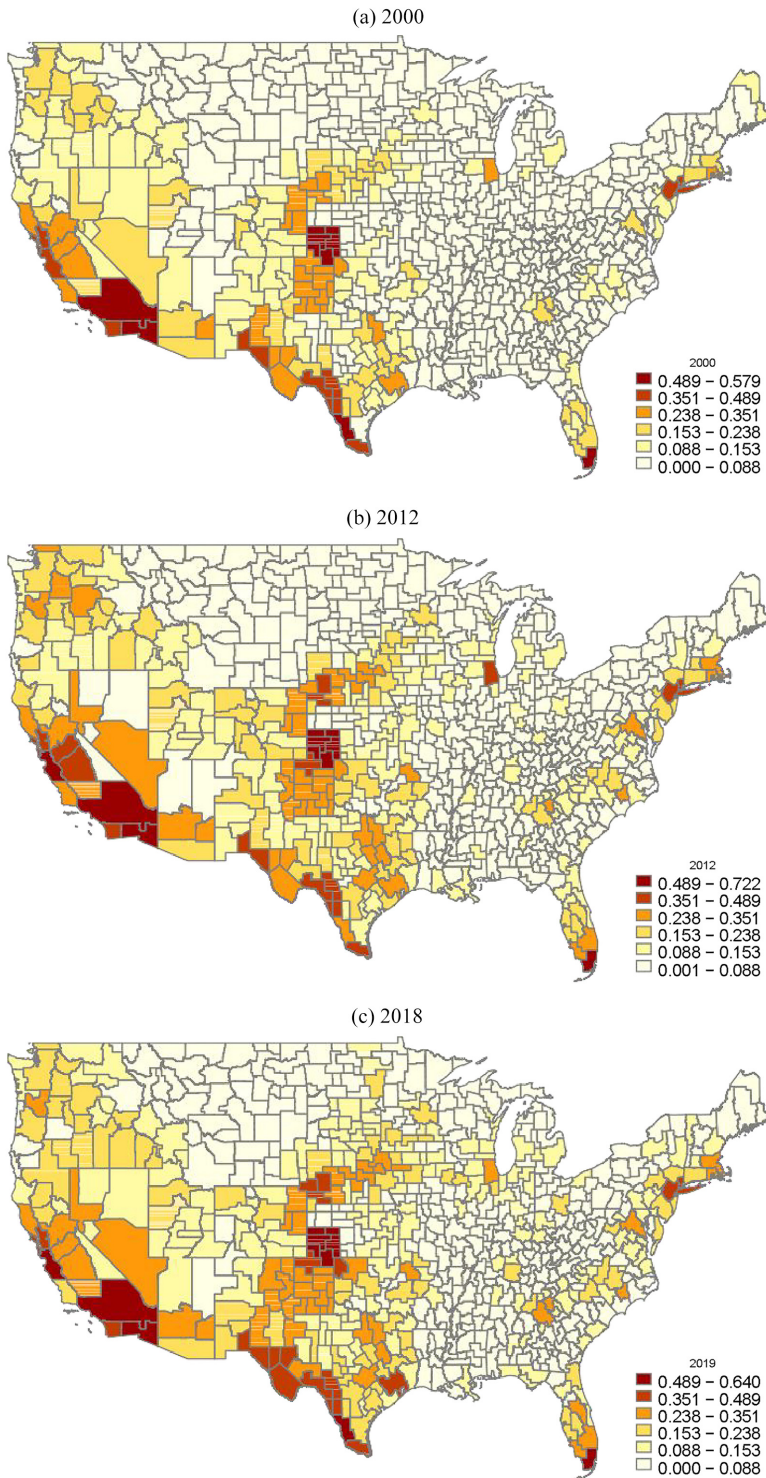 (a) 2000
2000
0.489 – 0.579
0.351 – 0.489
0.238 – 0.351
0.153 – 0.238
0.088 – 0.153
0.000 – 0.088
(b) 2012
2012
0.489 – 0.722
0.351 – 0.489
0.238 – 0.351
0.153 – 0.238
0.088 – 0.153
0.001 – 0.088
(c) 2018
2019
0.489 – 0.640
0.351 – 0.489
0.238 – 0.351
0.153 – 0.238
0.088 – 0.153
0.000 – 0.088